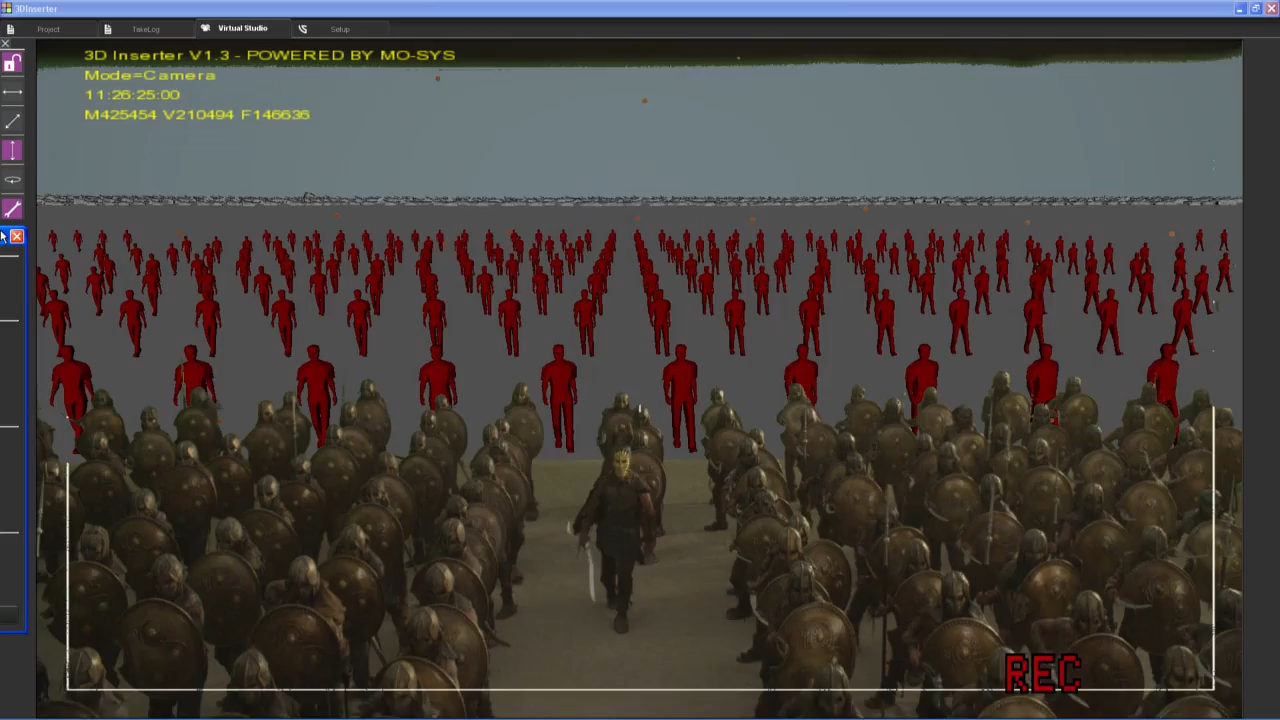 3DInserter
Project
TakeLog
Virtual Studio
Setup
3D Inserter V1.3 - POWERED BY MO-SYS
Mode=Camera
11:26:25:00
M425454 V210494 F146636
REC